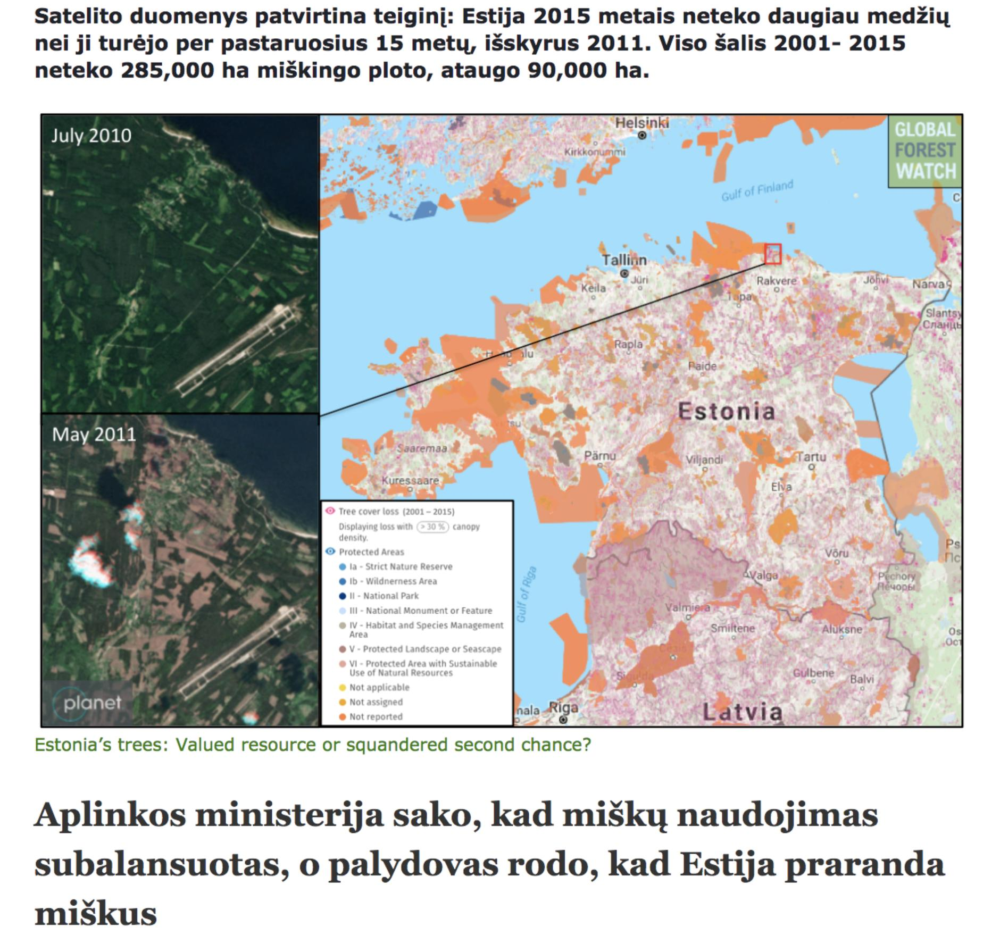 Satelito duomenys patvirtina teiginį: Estija 2015 metais neteko daugiau medžių
nei ji turėjo per pastaruosius 15 metų, išskyrus 2011. Viso šalis 2001- 2015
neteko 285,000 ha miškingo ploto, ataugo 90,000 ha.
July 2010
May 2011
planet
GLOBAL
FOREST
WATCH
Helsinki
Kirkkonummi
Gulf of Finland
Tallinn
Jüri
Keila
Rakvere
Jõhvi
Narva
Slantsy
Сланцы
Rapla
Paide
Estonia
Saaremaa
Pärnu
Viljandi
Tartu
Kuressaare
Elva
Võru
Valga
Pechory
Печоры
Gulf of Riga
Valmiera
Smiltene
Aluksne
Cesis
Sigulda
Gulbene
Balvi
Riga
Latvia
Tree cover loss (2001 – 2015)
Displaying loss with > 30 % canopy
density.
Protected Areas
Ia - Strict Nature Reserve
Ib - Wildnerness Area
II - National Park
III - National Monument or Feature
IV - Habitat and Species Management
Area
V - Protected Landscape or Seascape
VI - Protected Area with Sustainable
Use of Natural Resources
Not applicable
Not assigned
Not reported
Estonia’s trees: Valued resource or squandered second chance?
Aplinkos ministerija sako, kad miškų naudojimas
subalansuotas, o palydovas rodo, kad Estija praranda
miškus